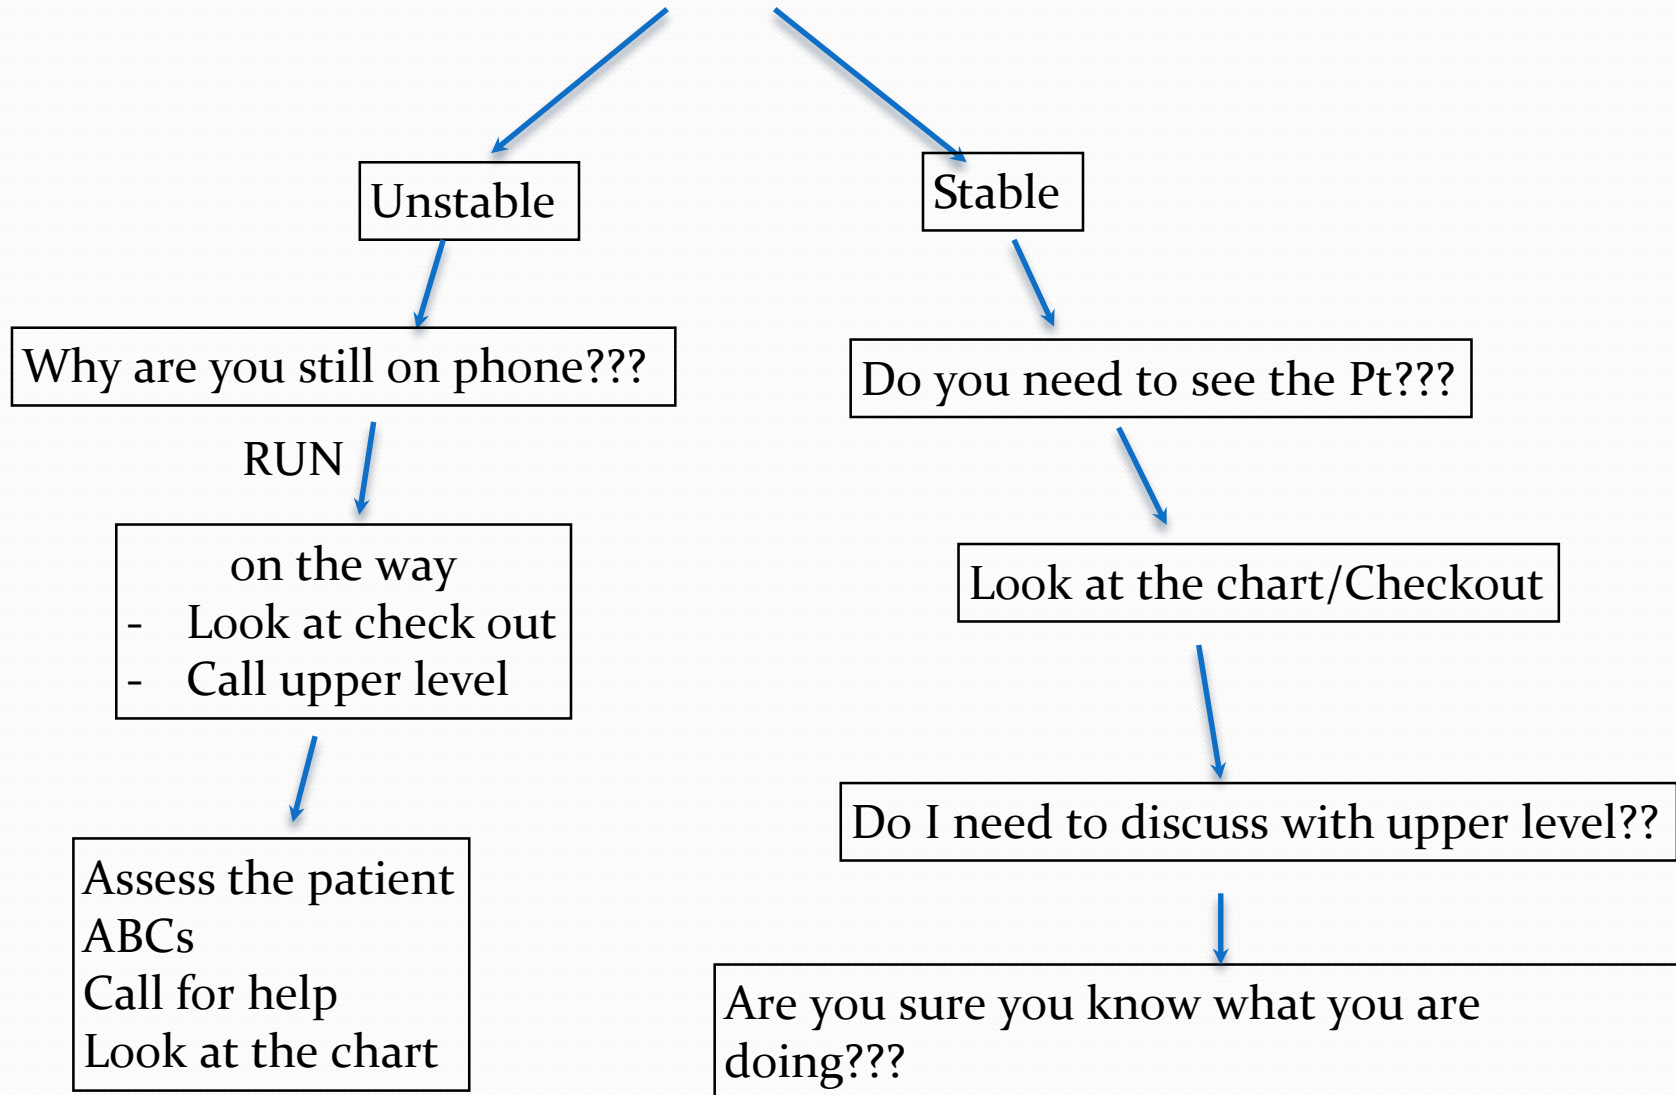 Unstable
Stable
Why are you still on phone???
Do you need to see the Pt???
RUN
on the way
- Look at check out
- Call upper level
Look at the chart/Checkout
Do I need to discuss with upper level??
Assess the patient
ABCs
Call for help
Look at the chart
Are you sure you know what you are
doing???